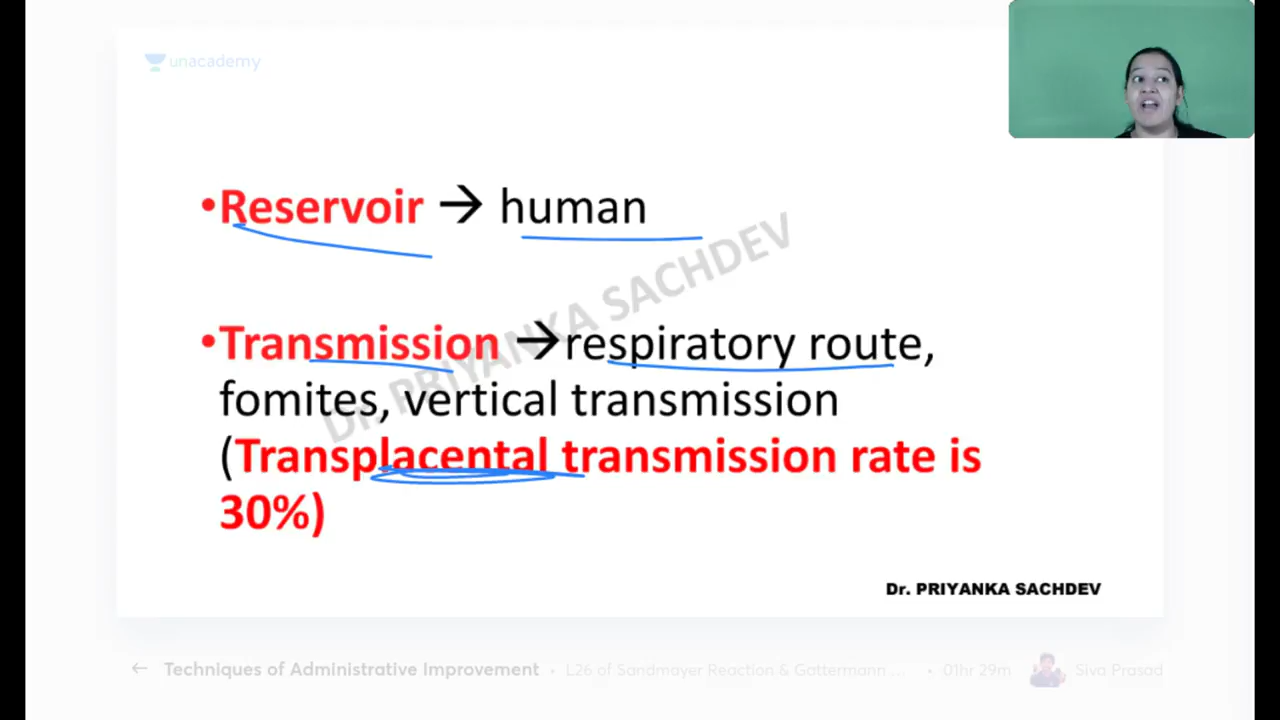 unacademy
•Reservoir → human
•Transmission →respiratory route,
fomites, vertical transmission
(Transplacental transmission rate is
30%)
Dr. PRIYANKA SACHDEV
Dr. PRIYANKA SACHDEV
← Techniques of Administrative Improvement • L26 of Sandmayer Reaction & Gattermann ... • 01hr 29m Siva Prasad